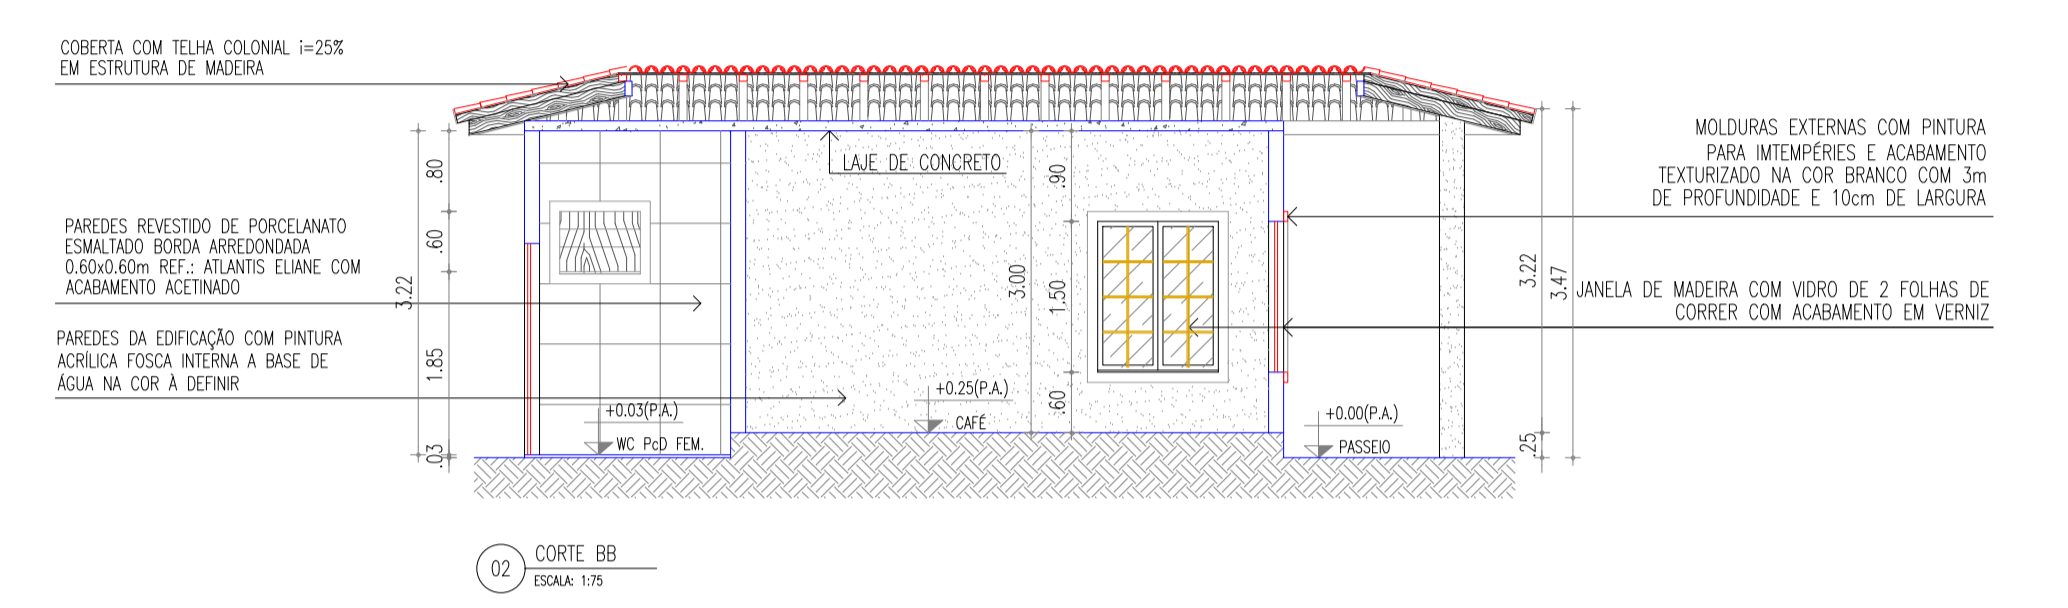 COBERTA COM TELHA COLONIAL i=25%
EM ESTRUTURA DE MADEIRA
PAREDES REVESTIDO DE PORCELANATO
ESMALTADO BORDA ARREDONDADA
0.60x0.60m REF.: ATLANTIS ELIANE COM
ACABAMENTO ACETINADO
PAREDES DA EDIFICAÇÃO COM PINTURA
ACRÍLICA FOSCA INTERNA A BASE DE
ÁGUA NA COR À DEFINIR
3.22
.80
.60
1.85
.03
+0.03(P.A.)
WC PcD FEM.
LAJE DE CONCRETO
+0.25(P.A.)
CAFÉ
3.00
.90
1.50
.60
+0.00(P.A.)
PASSEIO
3.22
.25
3.47
MOLDURAS EXTERNAS COM PINTURA
PARA IMTEMPÉRIES E ACABAMENTO
TEXTURIZADO NA COR BRANCO COM 3m
DE PROFUNDIDADE E 10cm DE LARGURA
JANELA DE MADEIRA COM VIDRO DE 2 FOLHAS DE
CORRER COM ACABAMENTO EM VERNIZ
02
CORTE BB
ESCALA: 1:75